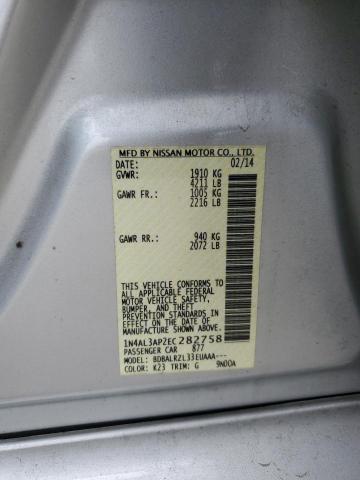 MFD BY NISSAN MOTOR CO., LTD.
DATE: 02/14
GVWR: 1910 KG
4211 LB
GAWR FR.: 1005 KG
2216 LB
GAWR RR.: 940 KG
2072 LB
THIS VEHICLE CONFORMS TO ALL
APPLICABLE FEDERAL
MOTOR VEHICLE SAFETY,
BUMPER, AND THEFT
PREVENTION STANDARDS
IN EFFECT ON THE DATE
OF MANUFACTURE SHOWN
ABOVE.
1N4AL3AP2EC282758
PASSENGER CAR 877
MODEL: BDBALRZL33EUAAA---
COLOR: K23 TRIM: G 9NDOA